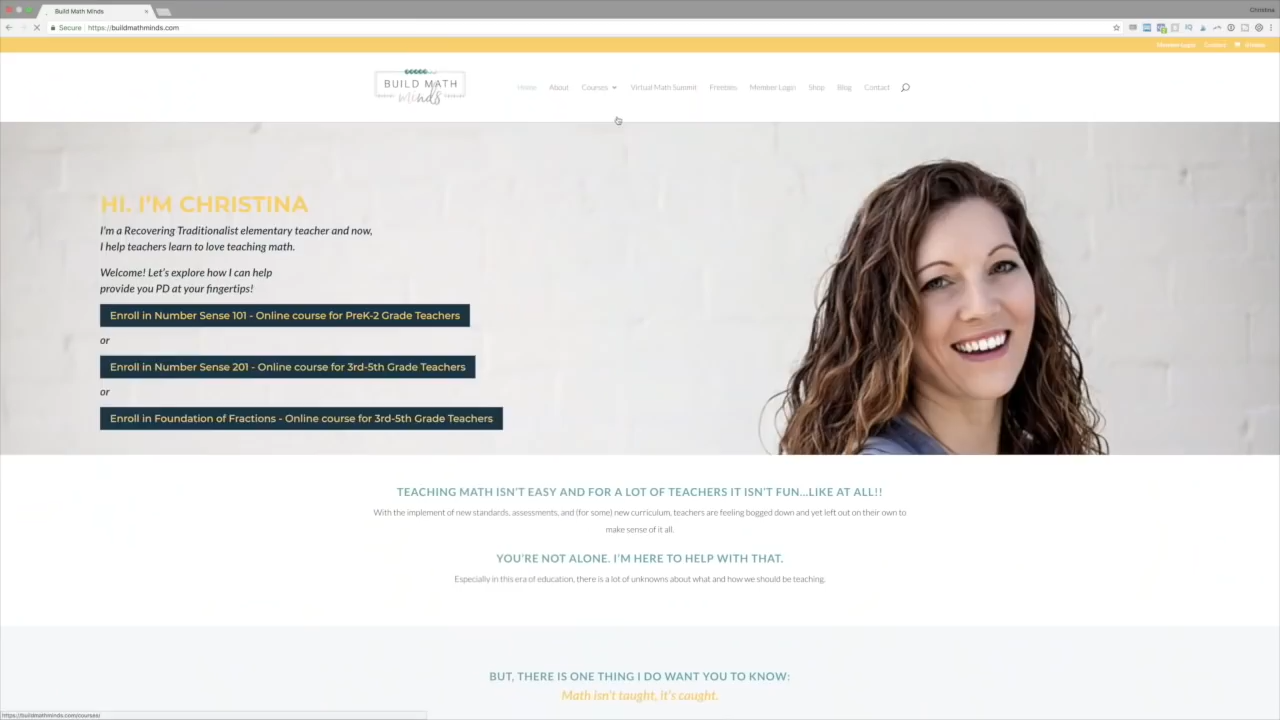 Build Math Minds
Christina
Secure https://buildmathminds.com
Member Login Contact
BUILD MATH
minds
Home About Courses Virtual Math Summit Freebies Member Login Shop Blog Contact
HI. I'M CHRISTINA
I'm a Recovering Traditionalist elementary teacher and now,
I help teachers learn to love teaching math.
Welcome! Let's explore how I can help
provide you PD at your fingertips!
Enroll in Number Sense 101 - Online course for PreK-2 Grade Teachers
or
Enroll in Number Sense 201 - Online course for 3rd-5th Grade Teachers
or
Enroll in Foundation of Fractions - Online course for 3rd-5th Grade Teachers
TEACHING MATH ISN'T EASY AND FOR A LOT OF TEACHERS IT ISN'T FUN...LIKE AT ALL!!
With the implement of new standards, assessments, and (for some) new curriculum, teachers are feeling bogged down and yet left out on their own to
make sense of it all.
YOU'RE NOT ALONE. I'M HERE TO HELP WITH THAT.
Especially in this era of education, there is a lot of unknowns about what and how we should be teaching.
BUT, THERE IS ONE THING I DO WANT YOU TO KNOW:
Math isn't taught, it's caught.
https://buildmathminds.com/courses/